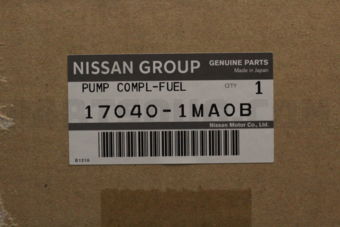 NISSAN GROUP GENUINE PARTS
Made in Japan
PUMP COMPL-FUEL QTY 1
17040-1MA0B
Nissan Motor Co., Ltd.
B1210